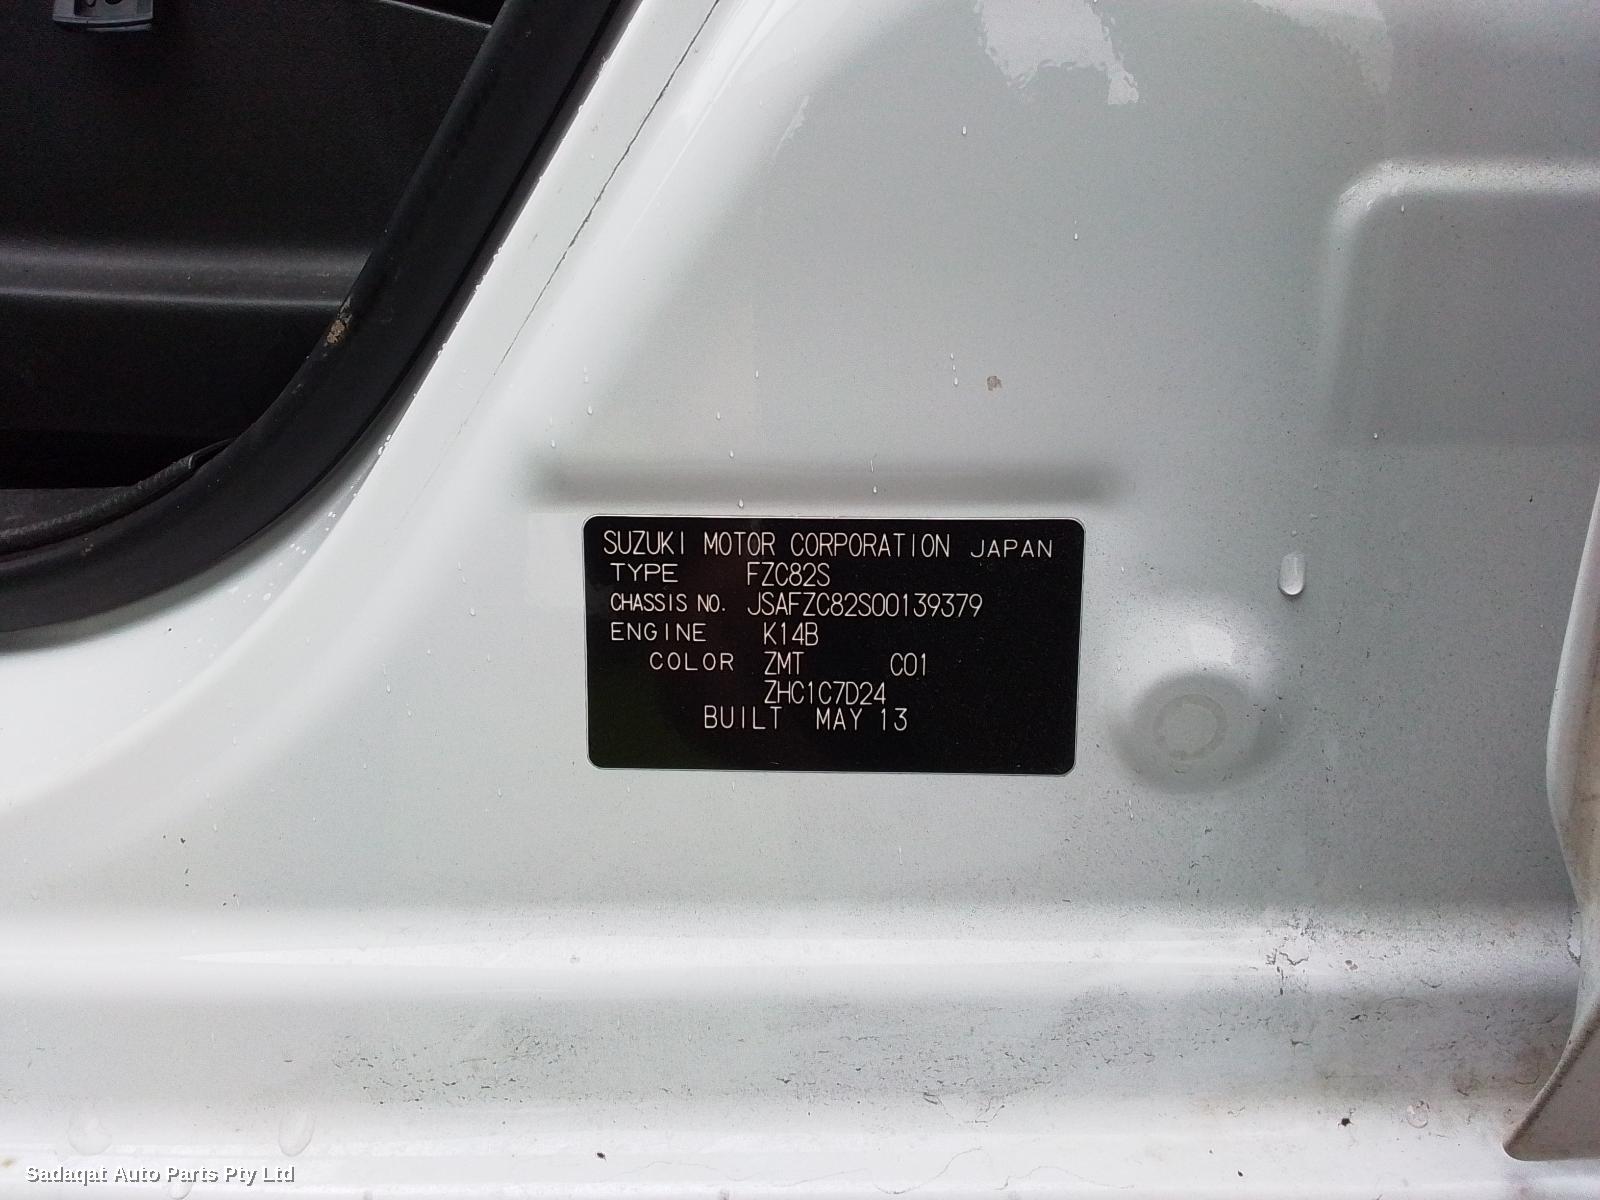 SUZUKI MOTOR CORPORATION JAPAN
TYPE FZC82S
CHASSIS NO. JSAFZC82S00139379
ENGINE K14B
COLOR ZMT C01
ZHC1C7D24
BUILT MAY 13
Sadaqat Auto Parts Pty Ltd